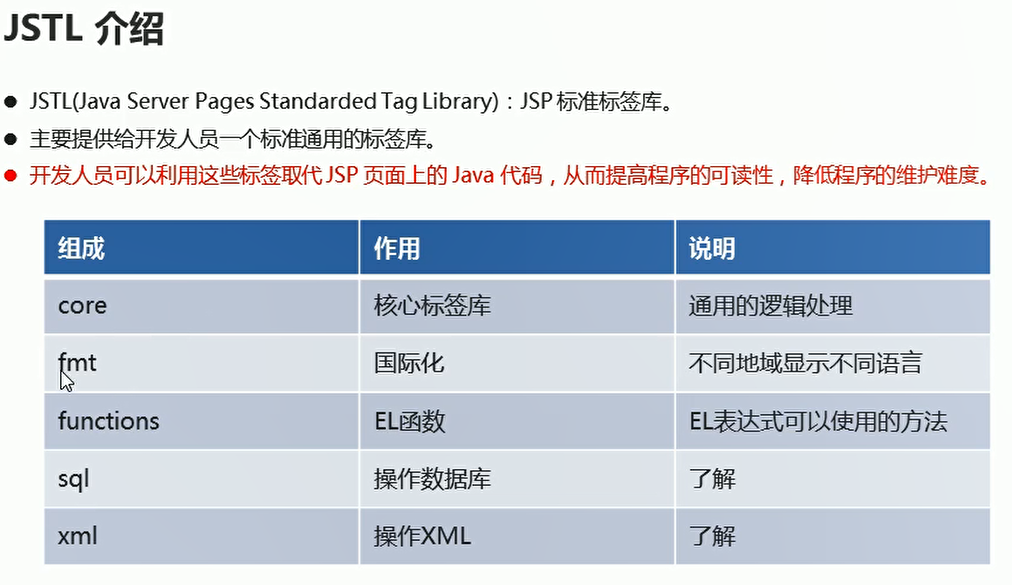 JSTL 介绍
● JSTL(Java Server Pages Standarded Tag Library)：JSP 标准标签库。
● 主要提供给开发人员一个标准通用的标签库。
● 开发人员可以利用这些标签取代 JSP 页面上的 Java 代码，从而提高程序的可读性，降低程序的维护难度。
组成 作用 说明
core 核心标签库 通用的逻辑处理
fmt 国际化 不同地域显示不同语言
functions EL函数 EL表达式可以使用的方法
sql 操作数据库 了解
xml 操作XML 了解